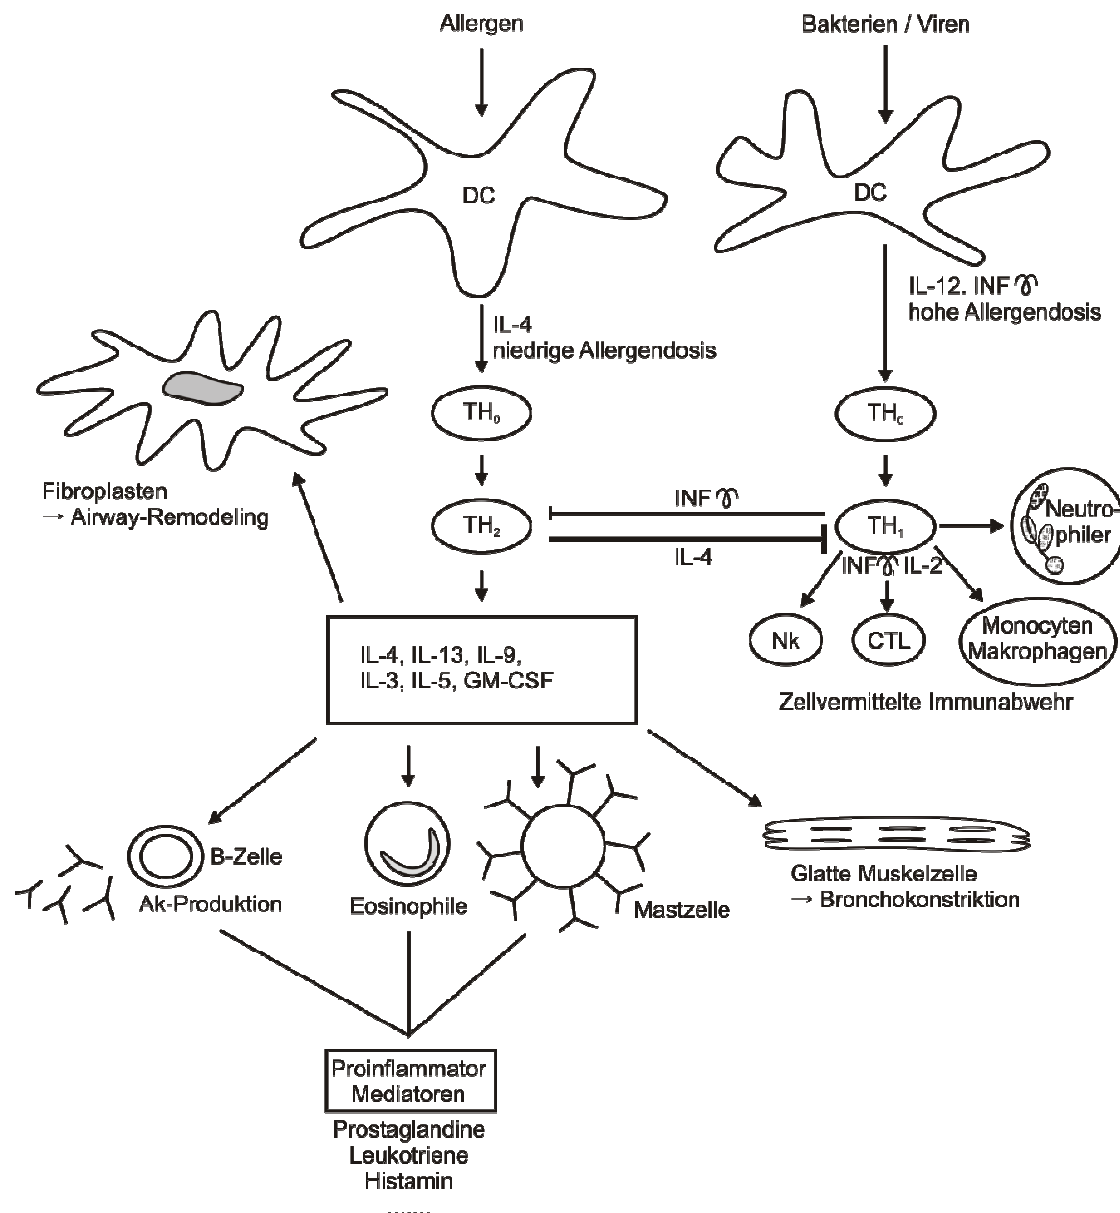 Allergen
Bakterien / Viren
DC
DC
IL-4
niedrige Allergendosis
IL-12. INF ୪
hohe Allergendosis
TH₀
THc
Fibroplasten
→ Airway-Remodeling
TH₂
INF ୪
IL-4
TH₁
Neutro-
philer
INF୪ IL-2
Nk
CTL
Monocyten
Makrophagen
Zellvermittelte Immunabwehr
IL-4, IL-13, IL-9,
IL-3, IL-5, GM-CSF
B-Zelle
Ak-Produktion
Eosinophile
Mastzelle
Glatte Muskelzelle
→ Bronchokonstriktion
Proinflammator
Mediatoren
Prostaglandine
Leukotriene
Histamin
......